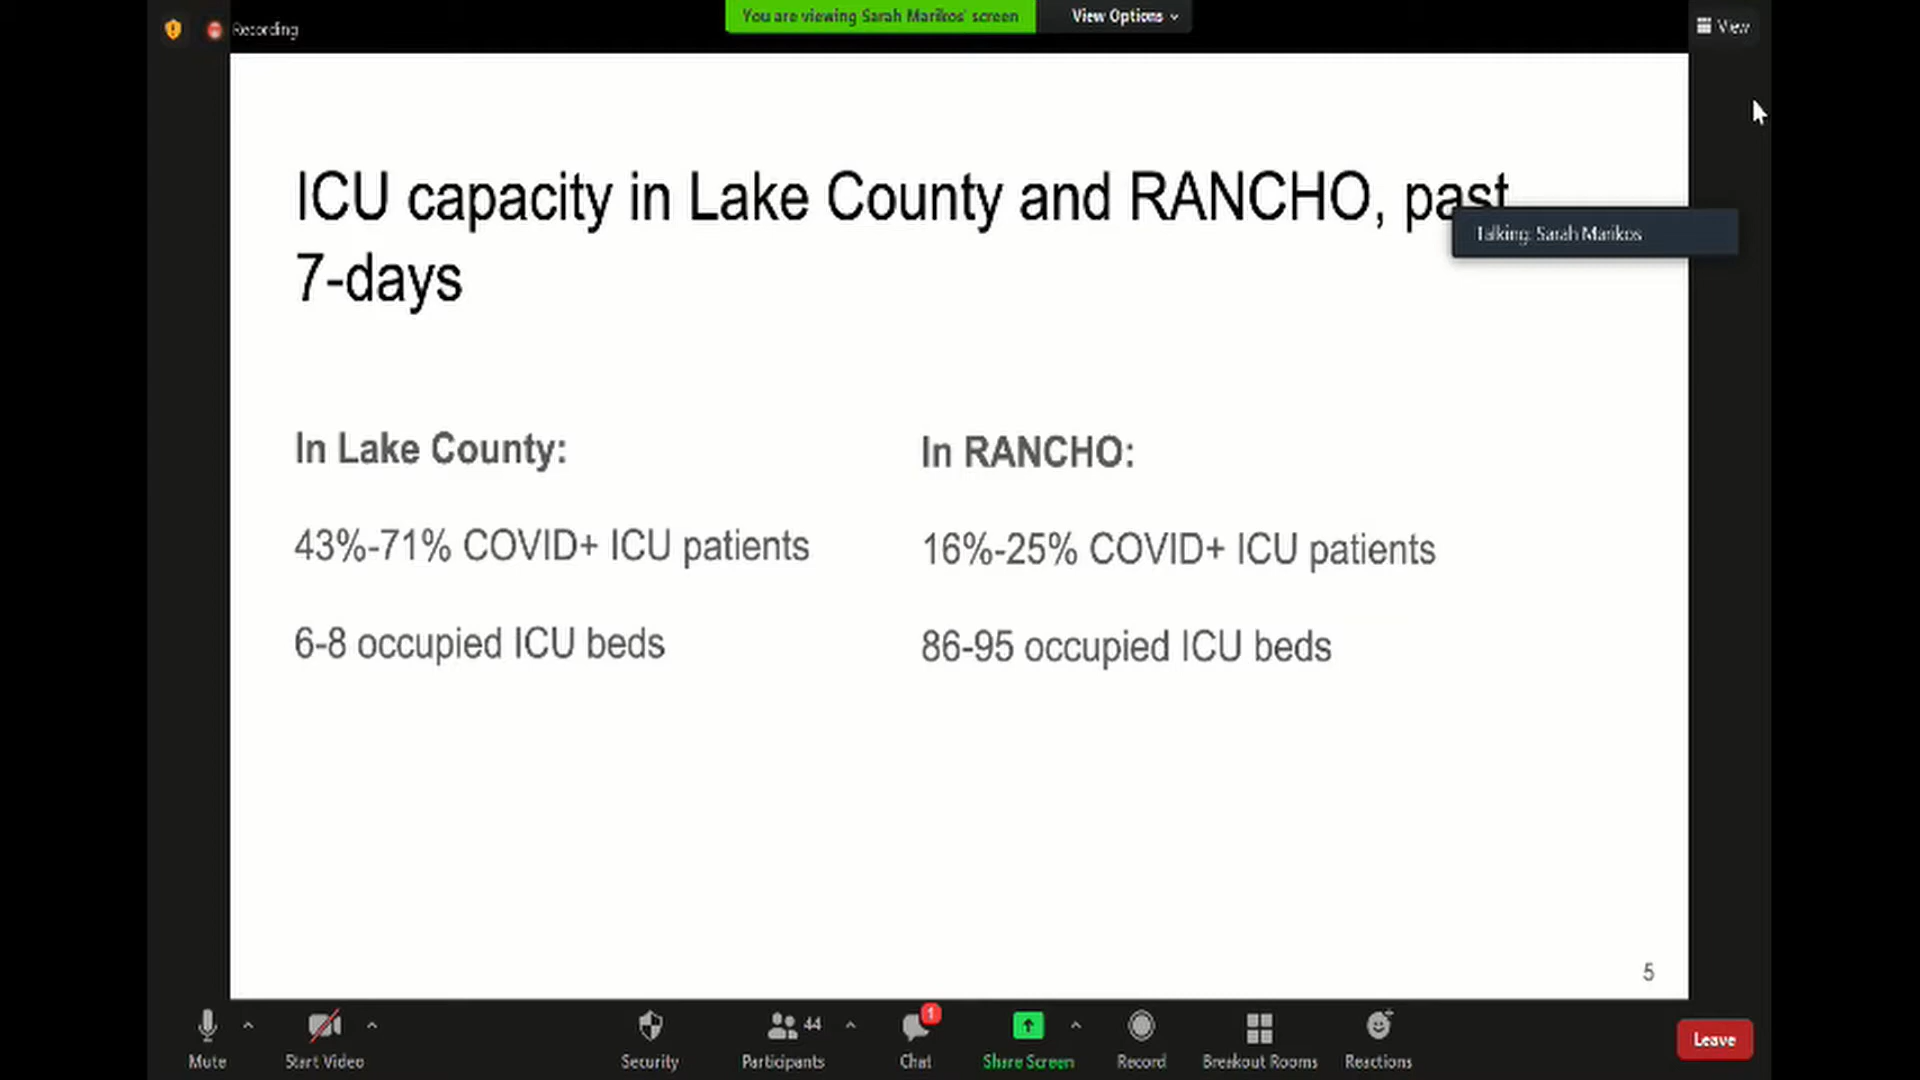 You are viewing Sarah Marikos' screen
View Options
Recording
View
ICU capacity in Lake County and RANCHO, past
Talking: Sarah Marikos
7-days
In Lake County:
43%-71% COVID+ ICU patients
6-8 occupied ICU beds
In RANCHO:
16%-25% COVID+ ICU patients
86-95 occupied ICU beds
5
Mute
Start Video
Security
44
Participants
1
Chat
Share Screen
Record
Breakout Rooms
Reactions
Leave